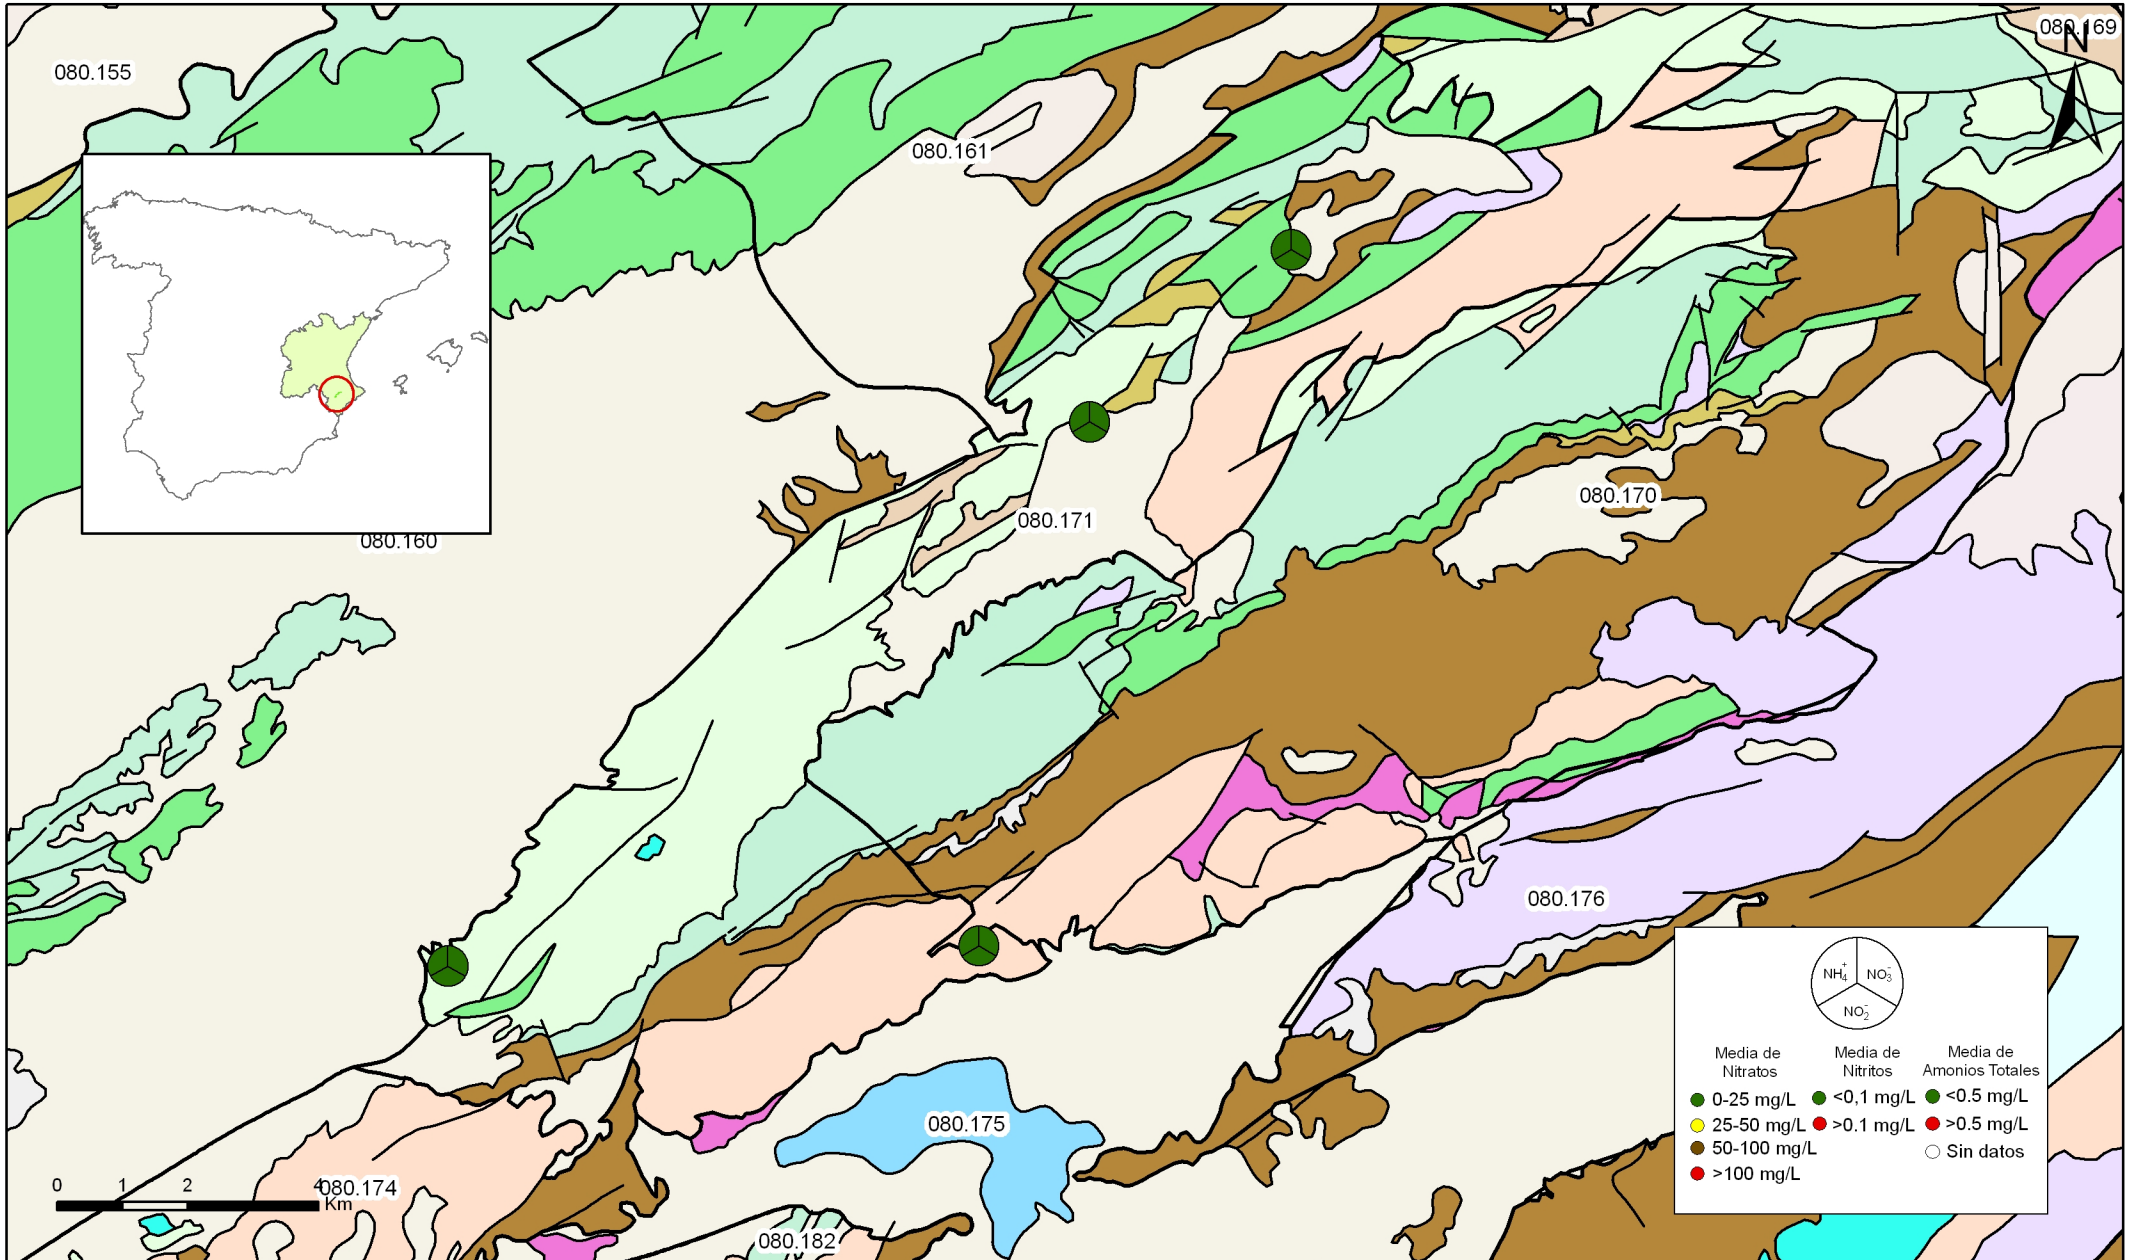 080.155
080.169
N
080.161
080.170
080.171
080.160
080.176
NH4+
NO3-
NO2-
Media de Nitratos
Media de Nitritos
Media de Amonios Totales
0-25 mg/L
<0,1 mg/L
<0.5 mg/L
25-50 mg/L
>0.1 mg/L
>0.5 mg/L
50-100 mg/L
Sin datos
>100 mg/L
080.175
0 1 2 4
Km
080.174
080.182